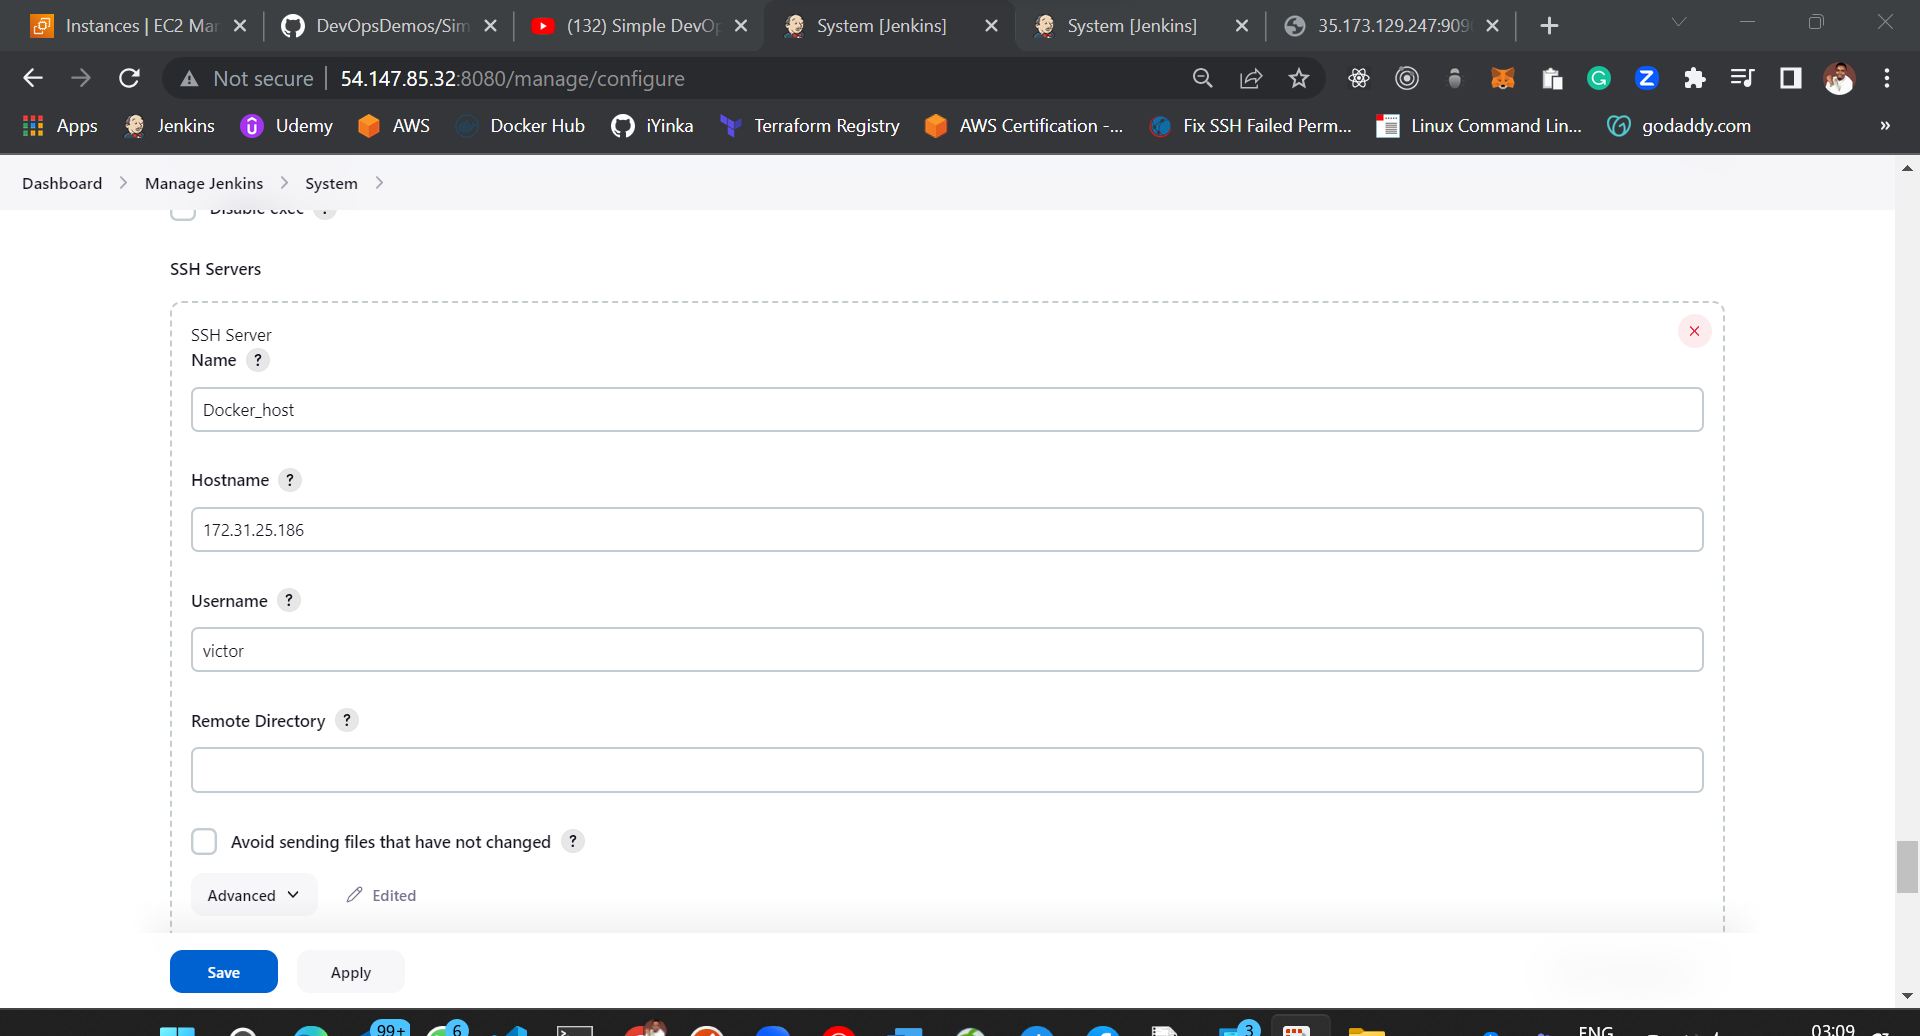 Instances | EC2 Mar
DevOpsDemos/Sim
(132) Simple DevOp
System [Jenkins]
System [Jenkins]
35.173.129.247:909
Not secure
54.147.85.32:8080/manage/configure
Apps
Jenkins
Udemy
AWS
Docker Hub
iYinka
Terraform Registry
AWS Certification -...
Fix SSH Failed Perm...
Linux Command Lin...
godaddy.com
»
Dashboard
Manage Jenkins
System
Disable exec ?
SSH Servers
SSH Server
Name ?
Docker_host
Hostname ?
172.31.25.186
Username ?
victor
Remote Directory ?
Avoid sending files that have not changed ?
Advanced
Edited
Save
Apply
99+
6
3
ENG
03:09